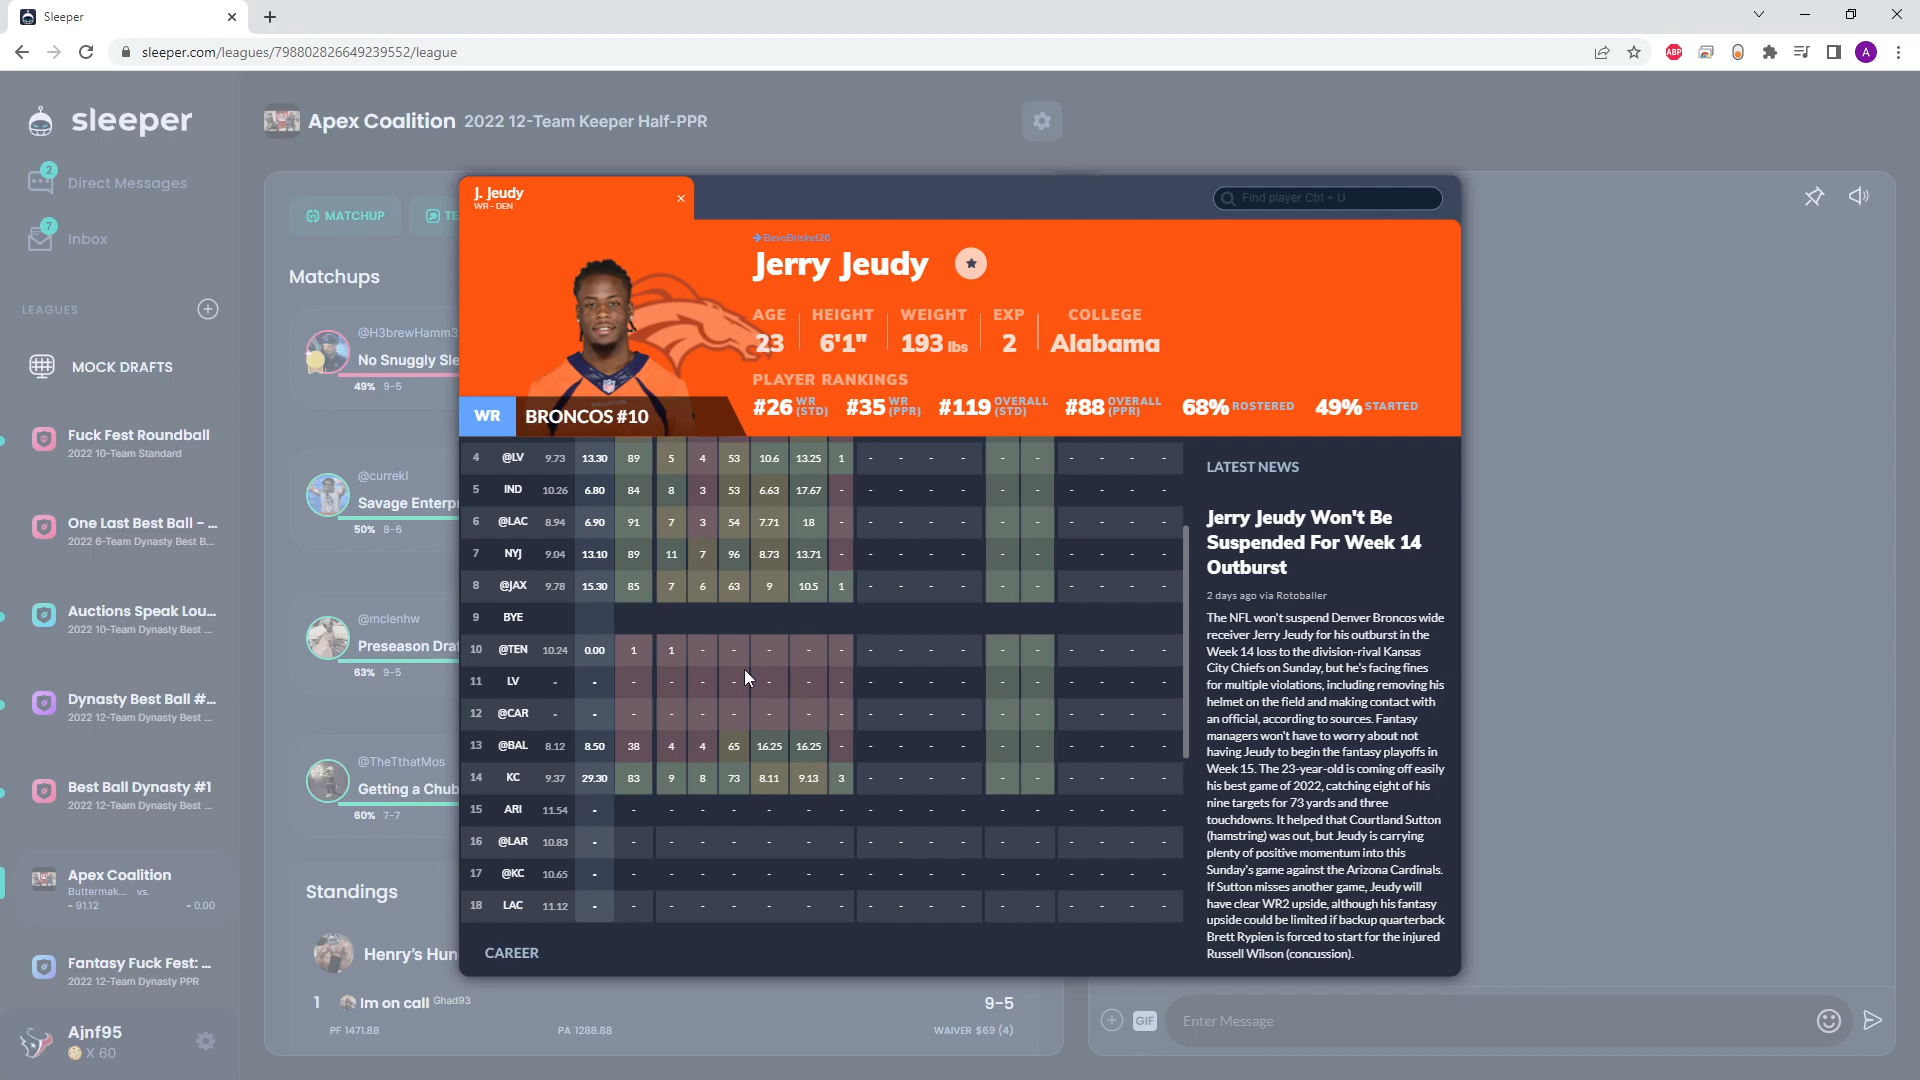 Sleeper
sleeper.com/leagues/798802826649239552/league
ABP
A
sleeper
2
Direct Messages
7
Inbox
LEAGUES
MOCK DRAFTS
Fuck Fest Roundball
2022 10-Team Standard
One Last Best Ball - ...
2022 6-Team Dynasty Best B...
Auctions Speak Lou...
2022 10-Team Dynasty Best ...
Dynasty Best Ball #...
2022 12-Team Dynasty Best ...
Best Ball Dynasty #1
2022 12-Team Dynasty Best ...
Apex Coalition
Buttermak... vs.
- 91.12 - 0.00
Fantasy Fuck Fest: ...
2022 12-Team Dynasty PPR
Ajnf95
X 60
Apex Coalition 2022 12-Team Keeper Half-PPR
MATCHUP
TE
Matchups
@H3brewHamm3
No Snuggly Sle
49% 9-5
@currekl
Savage Enterp
50% 8-6
@mclenhw
Preseason Dra
63% 9-5
@TheTthatMos
Getting a Chub
60% 7-7
Standings
Henry's Hun
1 Im on call Ghad93 9-5
PF 1471.88 PA 1288.88 WAIVER $69 (4)
J. Jeudy
WR - DEN
Find player Ctrl + U
BevoBrisket26
Jerry Jeudy
AGE HEIGHT WEIGHT EXP COLLEGE
23 6'1" 193 lbs 2 Alabama
PLAYER RANKINGS
#26 WR (STD) #35 WR (PPR) #119 OVERALL (STD) #88 OVERALL (PPR) 68% ROSTERED 49% STARTED
WR BRONCOS #10
4 @LV 9.73 13.30 89 5 4 53 10.6 13.25 1 - - - - - - - - - -
5 IND 10.26 6.80 84 8 3 53 6.63 17.67 - - - - - - - - - - -
6 @LAC 8.94 6.90 91 7 3 54 7.71 18 - - - - - - - - - - -
7 NYJ 9.04 13.10 89 11 7 96 8.73 13.71 - - - - - - - - - - -
8 @JAX 9.78 15.30 85 7 6 63 9 10.5 1 - - - - - - - - - -
9 BYE
10 @TEN 10.24 0.00 1 1 - - - - - - - - - - - - - - -
11 LV - - - - - - - - - - - - - - - - - - -
12 @CAR - - - - - - - - - - - - - - - - - - -
13 @BAL 8.12 8.50 38 4 4 65 16.25 16.25 - - - - - - - - - - -
14 KC 9.37 29.30 83 9 8 73 8.11 9.13 3 - - - - - - - - - -
15 ARI 11.54 - - - - - - - - - - - - - - - - - -
16 @LAR 10.83 - - - - - - - - - - - - - - - - - -
17 @KC 10.65 - - - - - - - - - - - - - - - - - -
18 LAC 11.12 - - - - - - - - - - - - - - - - - -
CAREER
LATEST NEWS
Jerry Jeudy Won't Be
Suspended For Week 14
Outburst
2 days ago via Rotoballer
The NFL won't suspend Denver Broncos wide
receiver Jerry Jeudy for his outburst in the
Week 14 loss to the division-rival Kansas
City Chiefs on Sunday, but he's facing fines
for multiple violations, including removing his
helmet on the field and making contact with
an official, according to sources. Fantasy
managers won't have to worry about not
having Jeudy to begin the fantasy playoffs in
Week 15. The 23-year-old is coming off easily
his best game of 2022, catching eight of his
nine targets for 73 yards and three
touchdowns. It helped that Courtland Sutton
(hamstring) was out, but Jeudy is carrying
plenty of positive momentum into this
Sunday's game against the Arizona Cardinals.
If Sutton misses another game, Jeudy will
have clear WR2 upside, although his fantasy
upside could be limited if backup quarterback
Brett Rypien is forced to start for the injured
Russell Wilson (concussion).
GIF
Enter Message